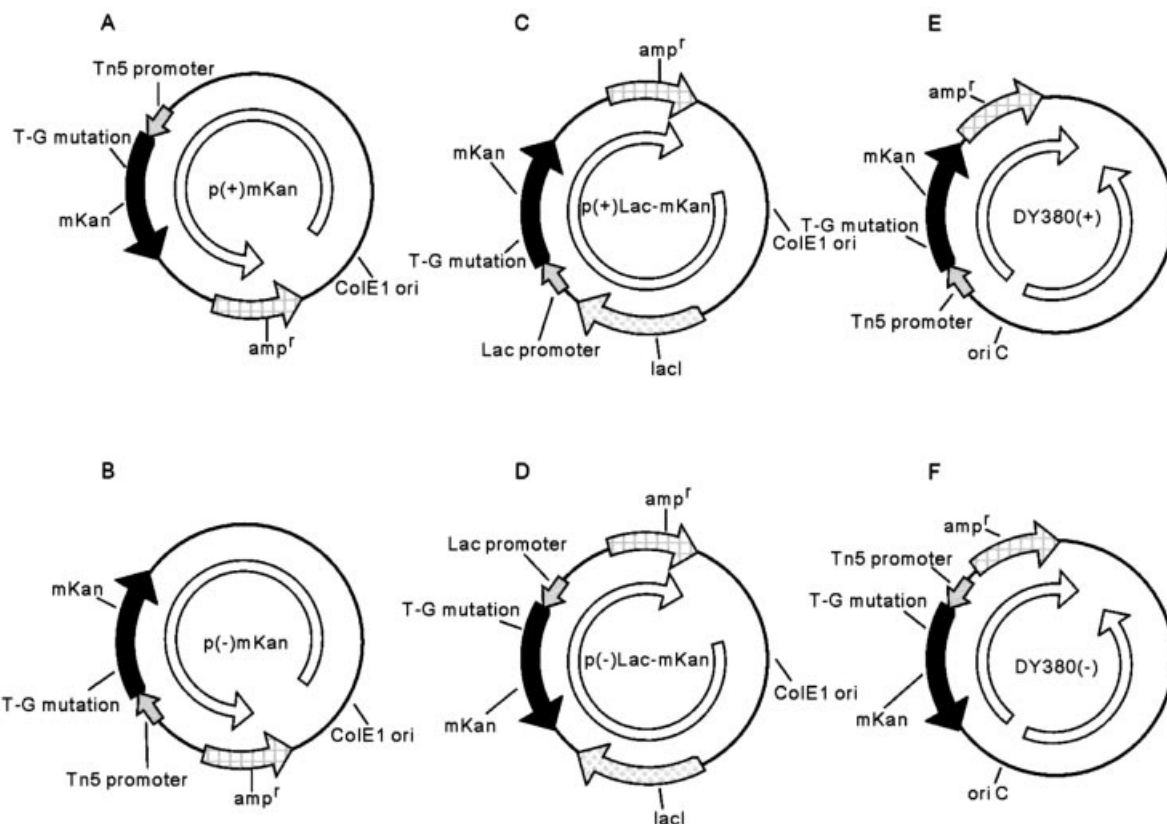 A
Tn5 promoter
T-G mutation
mKan
p(+)mKan
ColE1 ori
amp^r
C
amp^r
mKan
p(+)Lac-mKan
T-G mutation
ColE1 ori
Lac promoter
lacI
E
amp^r
mKan
T-G mutation
DY380(+)
Tn5 promoter
ori C
B
mKan
p(-)mKan
T-G mutation
ColE1 ori
Tn5 promoter
amp^r
D
amp^r
Lac promoter
T-G mutation
p(-)Lac-mKan
ColE1 ori
mKan
lacI
F
amp^r
Tn5 promoter
T-G mutation
DY380(-)
mKan
ori C